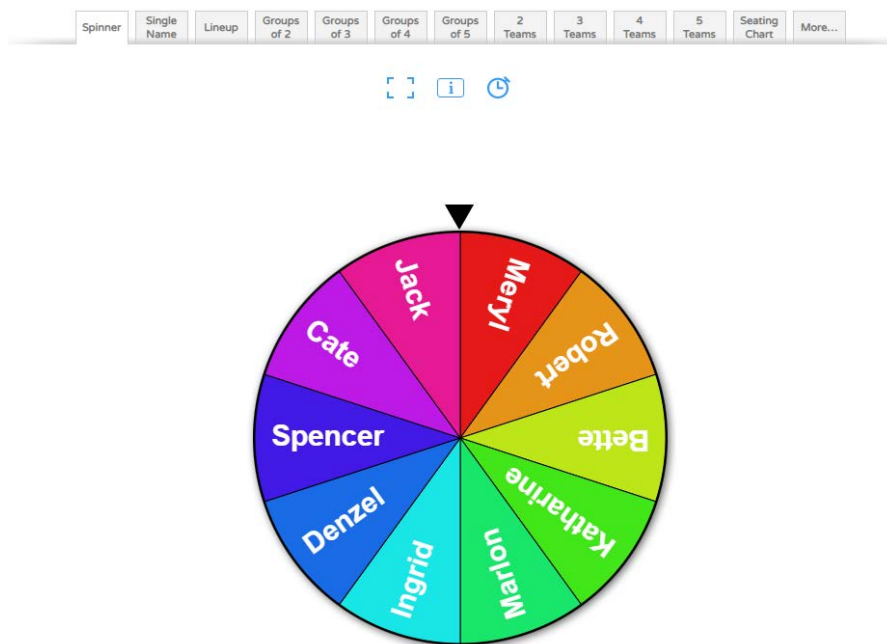 Spinner
Single
Name
Lineup
Groups
of 2
Groups
of 3
Groups
of 4
Groups
of 5
2
Teams
3
Teams
4
Teams
5
Teams
Seating
Chart
More...
i
Meryl
Robert
Bette
Katharine
Marlon
Ingrid
Denzel
Spencer
Cate
Jack